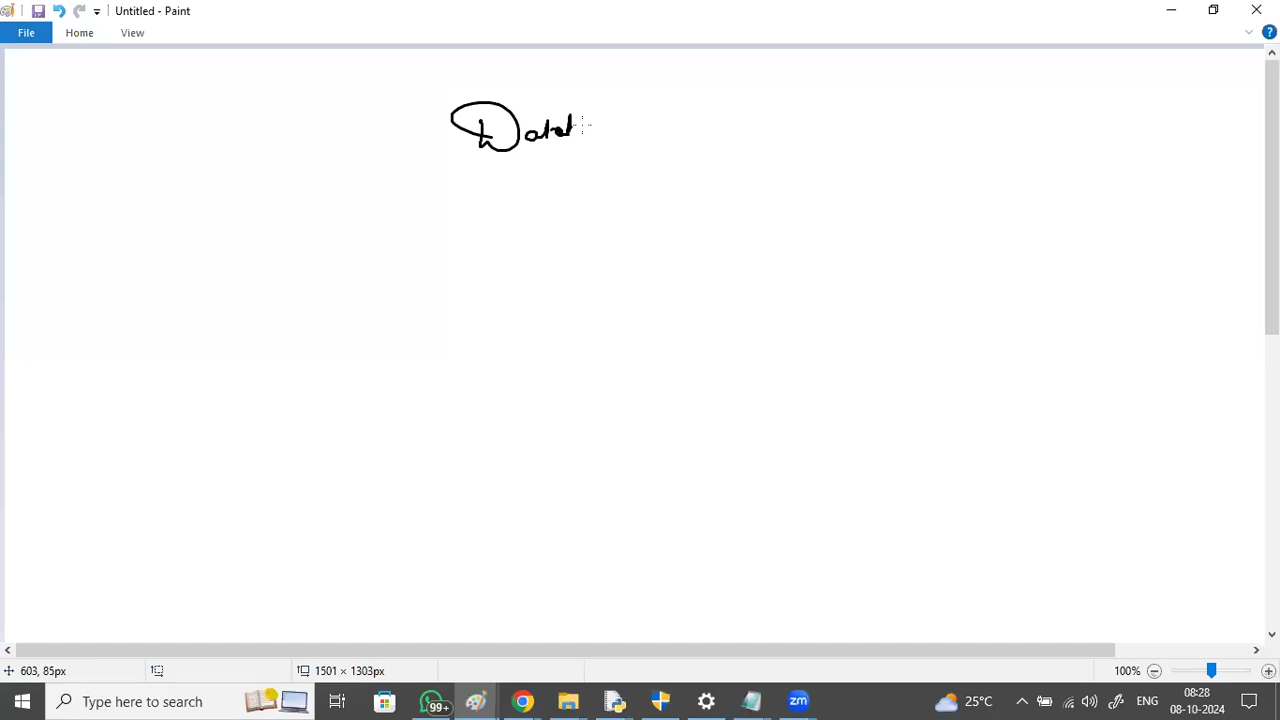 Untitled - Paint
File Home View
Datat
603, 85px
1501 × 1303px
100%
Type here to search
99+
zm
25°C
ENG
08:28
08-10-2024